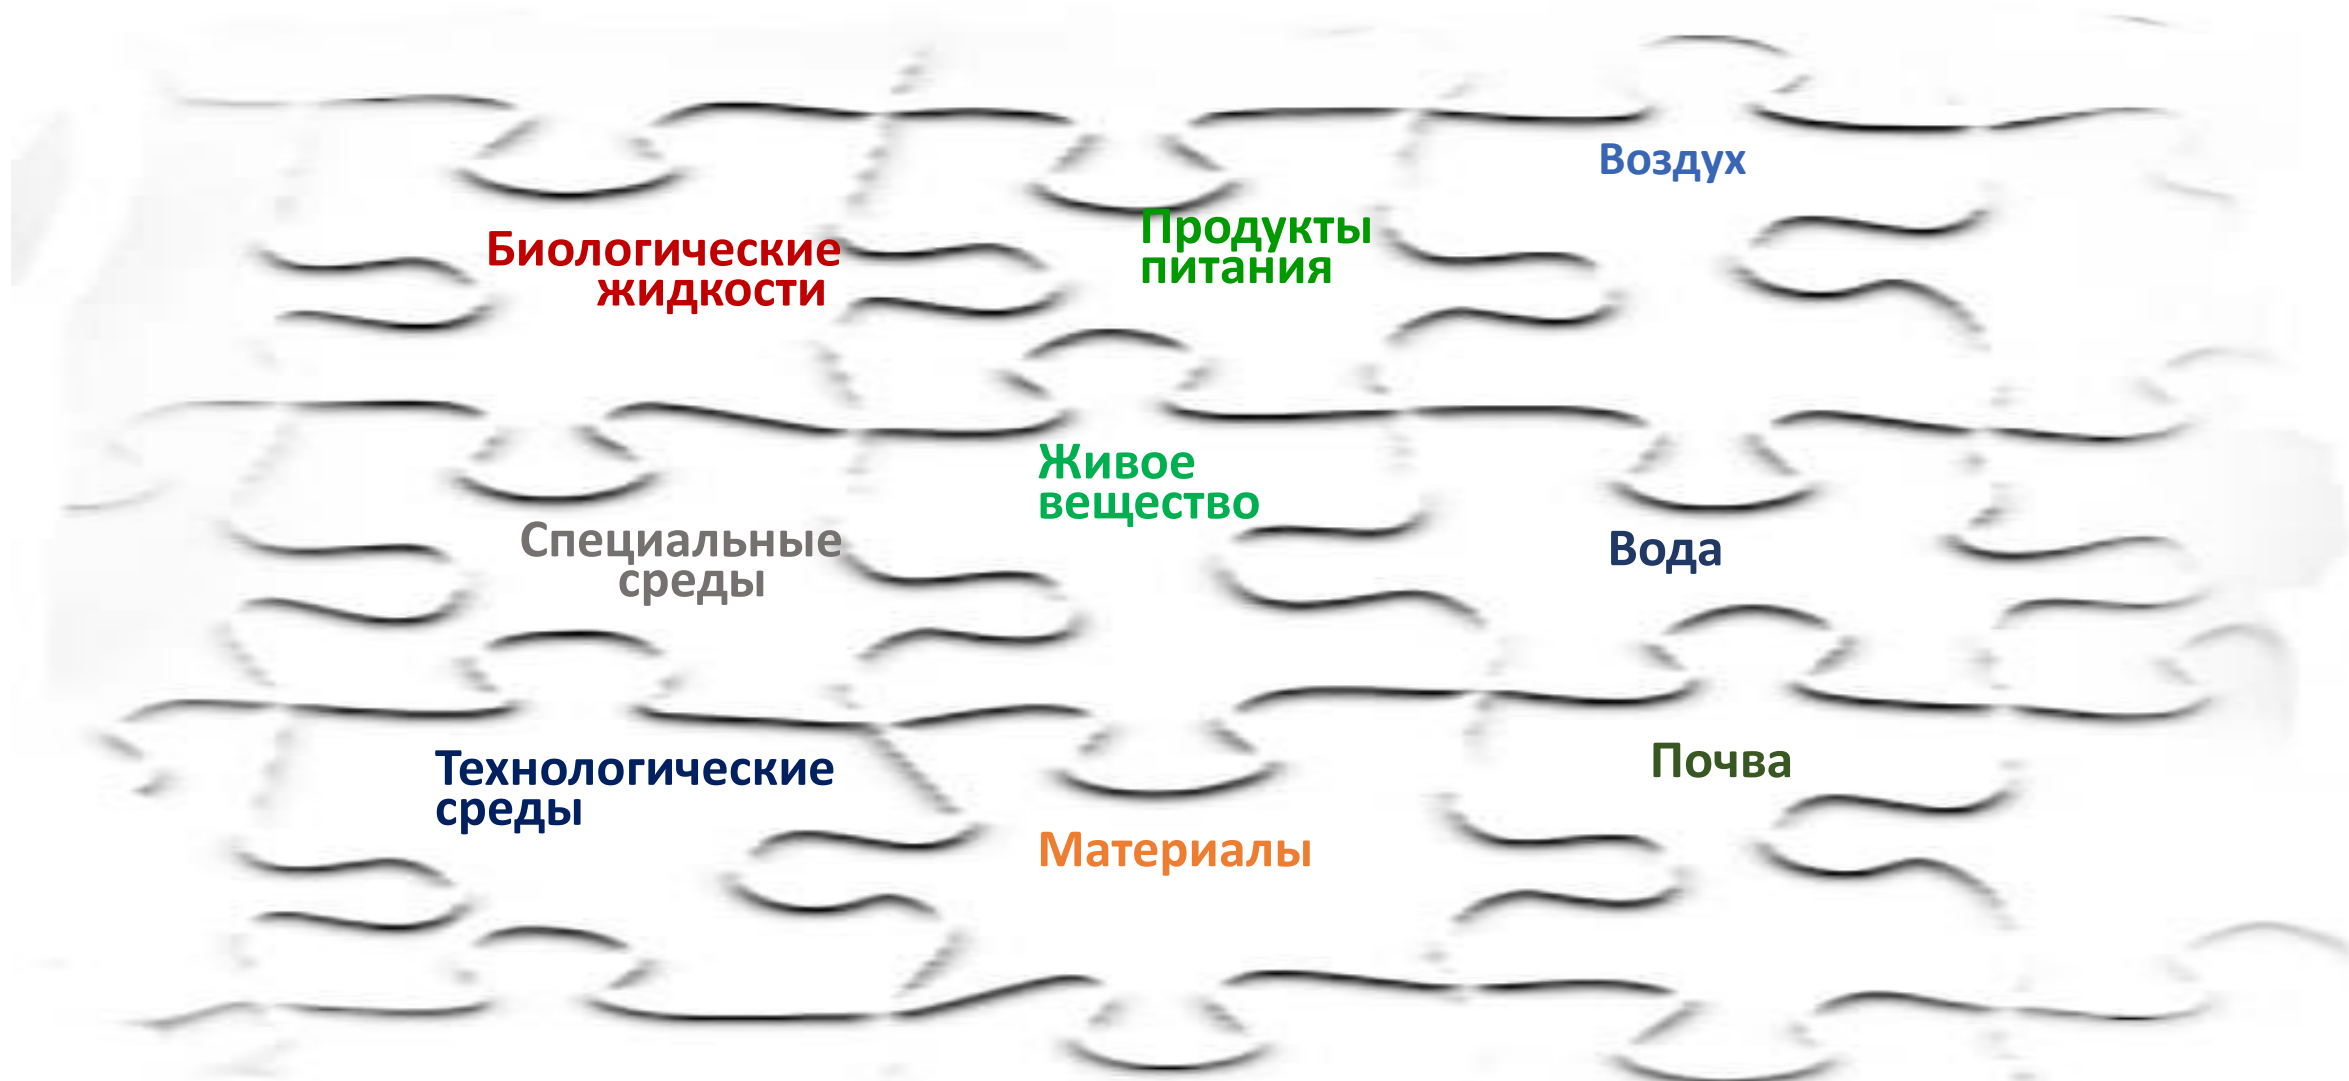 Воздух
Биологические
жидкости
Продукты
питания
Живое
вещество
Специальные
среды
Вода
Технологические
среды
Почва
Материалы